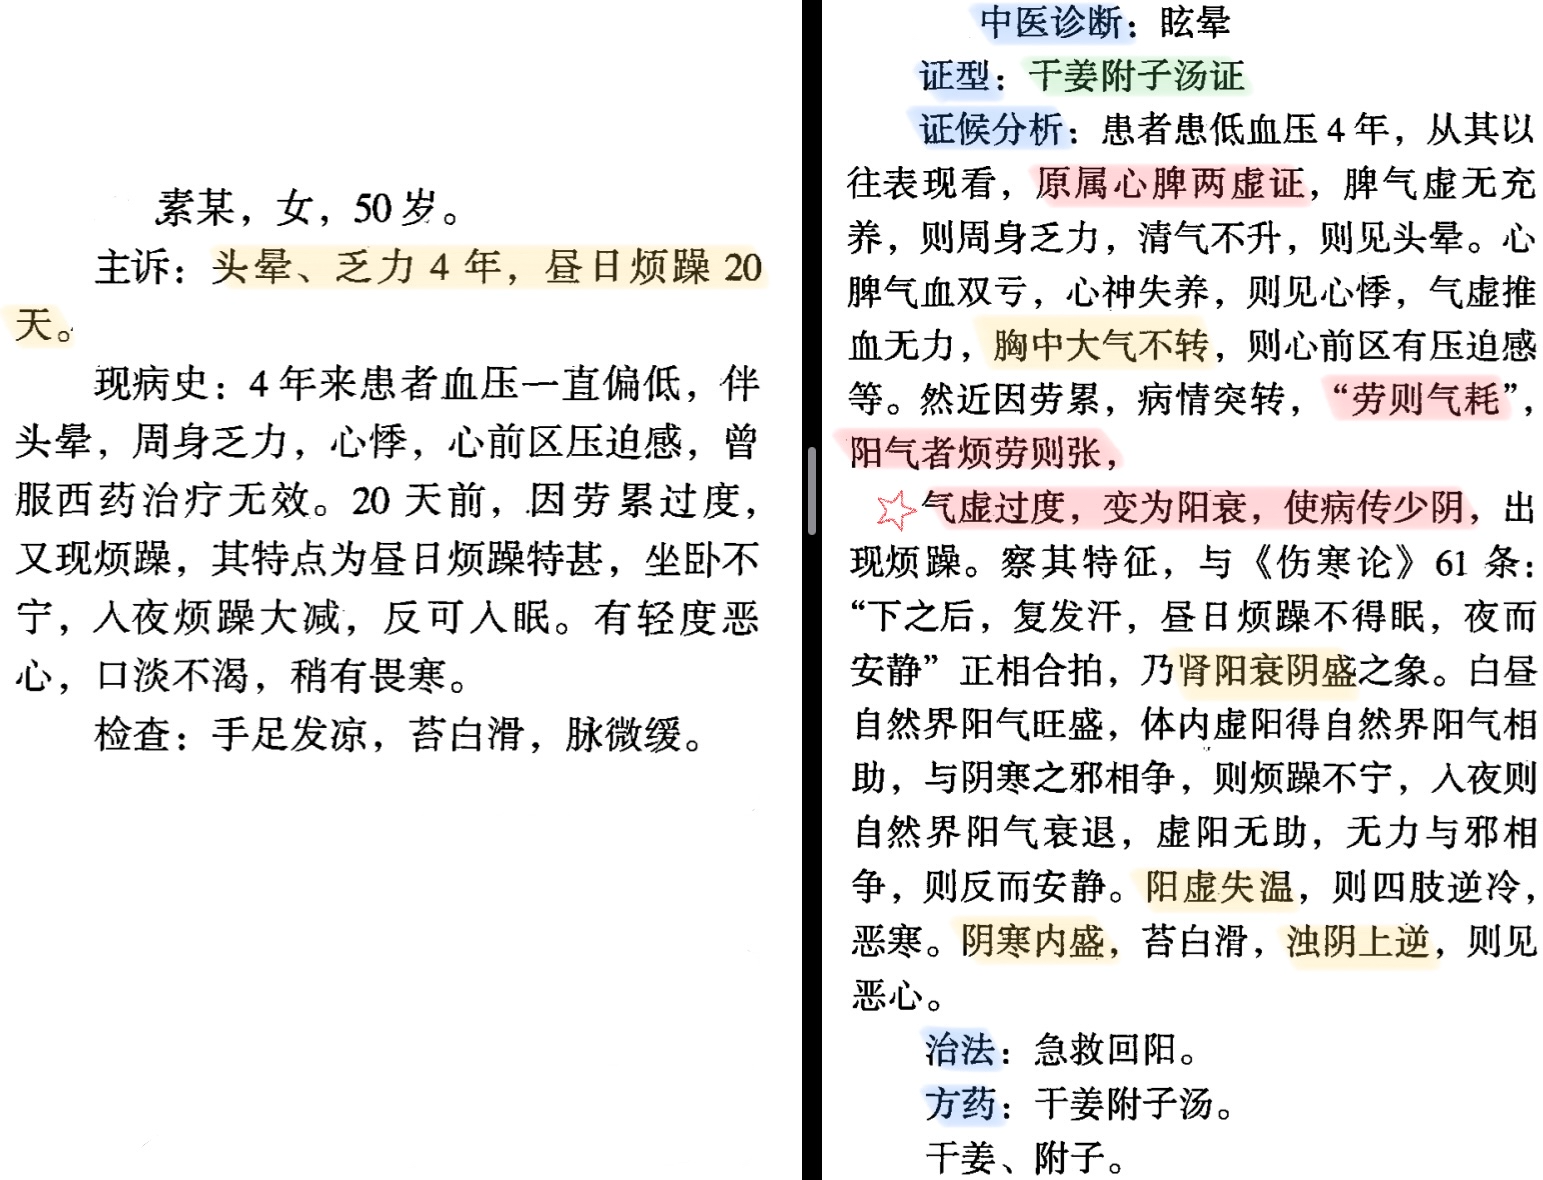 素某，女，50岁。
主诉：头晕、乏力 4 年，昼日烦躁 20
天。
现病史：4 年来患者血压一直偏低，伴
头晕，周身乏力，心悸，心前区压迫感，曾
服西药治疗无效。20 天前，因劳累过度，
又现烦躁，其特点为昼日烦躁特甚，坐卧不
宁，入夜烦躁大减，反可入眠。有轻度恶
心，口淡不渴，稍有畏寒。
检查：手足发凉，苔白滑，脉微缓。
中医诊断：眩晕
证型：干姜附子汤证
证候分析：患者患低血压 4 年，从其以
往表现看，原属心脾两虚证，脾气虚无充
养，则周身乏力，清气不升，则见头晕。心
脾气血双亏，心神失养，则见心悸，气虚推
血无力，胸中大气不转，则心前区有压迫感
等。然近因劳累，病情突转，“劳则气耗”，
阳气者烦劳则张，
☆气虚过度，变为阳衰，使病传少阴，出
现烦躁。察其特征，与《伤寒论》61 条：
“下之后，复发汗，昼日烦躁不得眠，夜而
安静”正相合拍，乃肾阳衰阴盛之象。白昼
自然界阳气旺盛，体内虚阳得自然界阳气相
助，与阴寒之邪相争，则烦躁不宁，入夜则
自然界阳气衰退，虚阳无助，无力与邪相
争，则反而安静。阳虚失温，则四肢逆冷，
恶寒。阴寒内盛，苔白滑，浊阴上逆，则见
恶心。
治法：急救回阳。
方药：干姜附子汤。
干姜、附子。